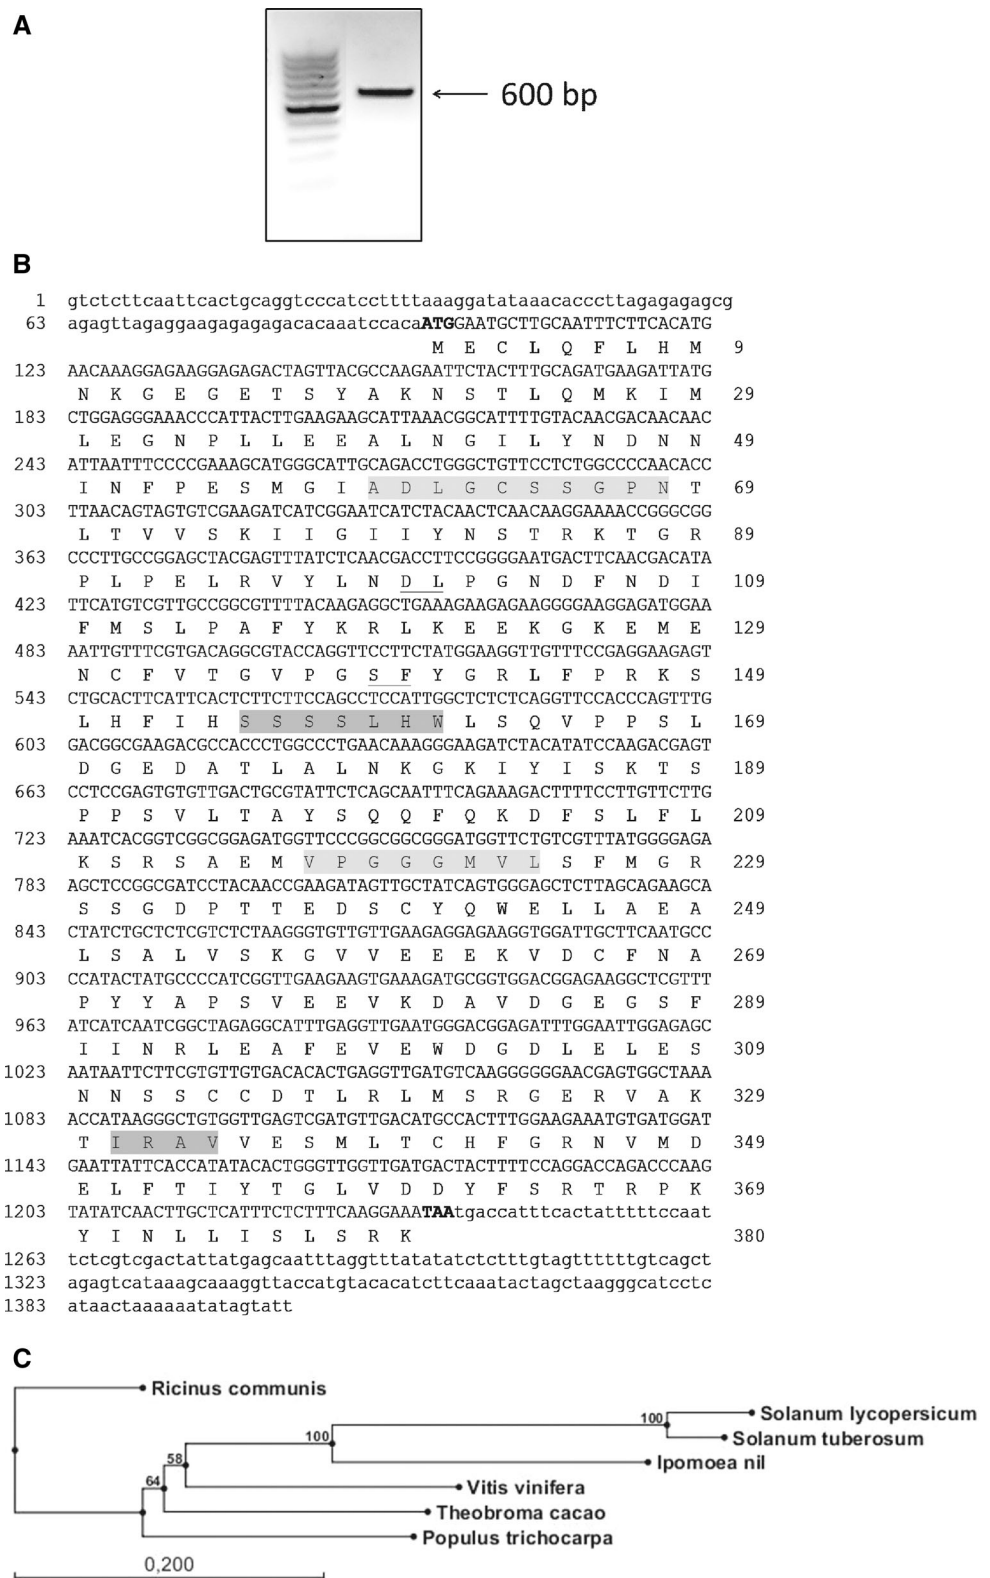 A
600 bp
B
1 gtctcttcaattcactgcaggtcccatccttttaaaggatataaacacccttagagagagcg
63 agagttagaggaagagagagacacaaatccacaATGGAATGCTTGCAATTTCTTCACATG
M E C L Q F L H M 9
123 AACAAAGGAGAAGGAGAGACTAGTTACGCCAAGAATTCTACTTTGCAGATGAAGATTATG
N K G E G E T S Y A K N S T L Q M K I M 29
183 CTGGAGGGAAACCCATTACTTGAAGAAGCATTAAACGGCATTTTGTACAACGACAACAAC
L E G N P L L E E A L N G I L Y N D N N 49
243 ATTAATTTCCCCGAAAGCATGGGCATTGCAGACCTGGGCTGTTCCTCTGGCCCCAACACC
I N F P E S M G I A D L G C S S G P N T 69
303 TTAACAGTAGTGTCGAAGATCATCGGAATCATCTACAACTCAACAAGGAAAACCGGGCGG
L T V V S K I I G I I Y N S T R K T G R 89
363 CCCTTGCCGGAGCTACGAGTTTATCTCAACGACCTTCCGGGGAATGACTTCAACGACATA
P L P E L R V Y L N D L P G N D F N D I 109
423 TTCATGTCGTTGCCGGCGTTTTACAAGAGGCTGAAAGAAGAGAAGGGGAAGGAGATGGAA
F M S L P A F Y K R L K E E K G K E M E 129
483 AATTGTTTCGTGACAGGCGTACCAGGTTCCTTCTATGGAAGGTTGTTTCCGAGGAAGAGT
N C F V T G V P G S F Y G R L F P R K S 149
543 CTGCACTTCATTCACTCTTCTTCCAGCCTCCATTGGCTCTCTCAGGTTCCACCCAGTTTG
L H F I H S S S S L H W L S Q V P P S L 169
603 GACGGCGAAGACGCCACCCTGGCCCTGAACAAAGGGAAGATCTACATATCCAAGACGAGT
D G E D A T L A L N K G K I Y I S K T S 189
663 CCTCCGAGTGTGTTGACTGCGTATTCTCAGCAATTTCAGAAAGACTTTTCCTTGTTCTTG
P P S V L T A Y S Q Q F Q K D F S L F L 209
723 AAATCACGGTCGGCGGAGATGGTTCCCGGCGGCGGGATGGTTCTGTCGTTTATGGGGAGA
K S R S A E M V P G G G M V L S F M G R 229
783 AGCTCCGGCGATCCTACAACCGAAGATAGTTGCTATCAGTGGGAGCTCTTAGCAGAAGCA
S S G D P T T E D S C Y Q W E L L A E A 249
843 CTATCTGCTCTCGTCTCTAAGGGTGTTGTTGAAGAGGAGAAGGTGGATTGCTTCAATGCC
L S A L V S K G V V E E E K V D C F N A 269
903 CCATACTATGCCCCATCGGTTGAAGAAGTGAAAGATGCGGTGGACGGAGAAGGCTCGTTT
P Y Y A P S V E E V K D A V D G E G S F 289
963 ATCATCAATCGGCTAGAGGCATTTGAGGTTGAATGGGACGGAGATTTGGAATTGGAGAGC
I I N R L E A F E V E W D G D L E L E S 309
1023 AATAATTCTTCGTGTTGTGACACACTGAGGTTGATGTCAAGGGGGGAACGAGTGGCTAAA
N N S S C C D T L R L M S R G E R V A K 329
1083 ACCATAAGGGCTGTGGTTGAGTCGATGTTGACATGCCACTTTGGAAGAAATGTGATGGAT
T I R A V V E S M L T C H F G R N V M D 349
1143 GAATTATTCACCATATACACTGGGTTGGTTGATGACTACTTTTCCAGGACCAGACCCAAG
E L F T I Y T G L V D D Y F S R T R P K 369
1203 TATATCAACTTGCTCATTTCTCTTTCAAGGAAATAAtgaccatttcactatttttccaat
Y I N L L I S L S R K 380
1263 tctcgtcgactattatgagcaatttaggtttatatatctctttgtagttttttgtcagct
1323 agagtcataaagcaaaggttaccatgtacacatcttcaaatactagctaagggcatcctc
1383 ataactaaaaaatatagtatt
C
Ricinus communis
100 Solanum lycopersicum
100 Solanum tuberosum
58 Ipomoea nil
64 Vitis vinifera
Theobroma cacao
Populus trichocarpa
0,200